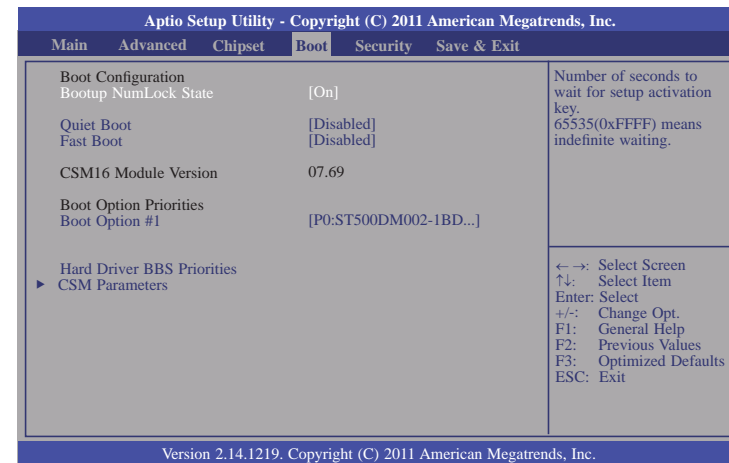 Aptio Setup Utility - Copyright (C) 2011 American Megatrends, Inc.
Main Advanced Chipset Boot Security Save & Exit
Boot Configuration
Bootup NumLock State [On]
Quiet Boot [Disabled]
Fast Boot [Disabled]
CSM16 Module Version 07.69
Boot Option Priorities
Boot Option #1 [P0:ST500DM002-1BD...]
Hard Driver BBS Priorities
▶ CSM Parameters
Number of seconds to
wait for setup activation
key.
65535(0xFFFF) means
indefinite waiting.
←→: Select Screen
↑↓: Select Item
Enter: Select
+/-: Change Opt.
F1: General Help
F2: Previous Values
F3: Optimized Defaults
ESC: Exit
Version 2.14.1219. Copyright (C) 2011 American Megatrends, Inc.